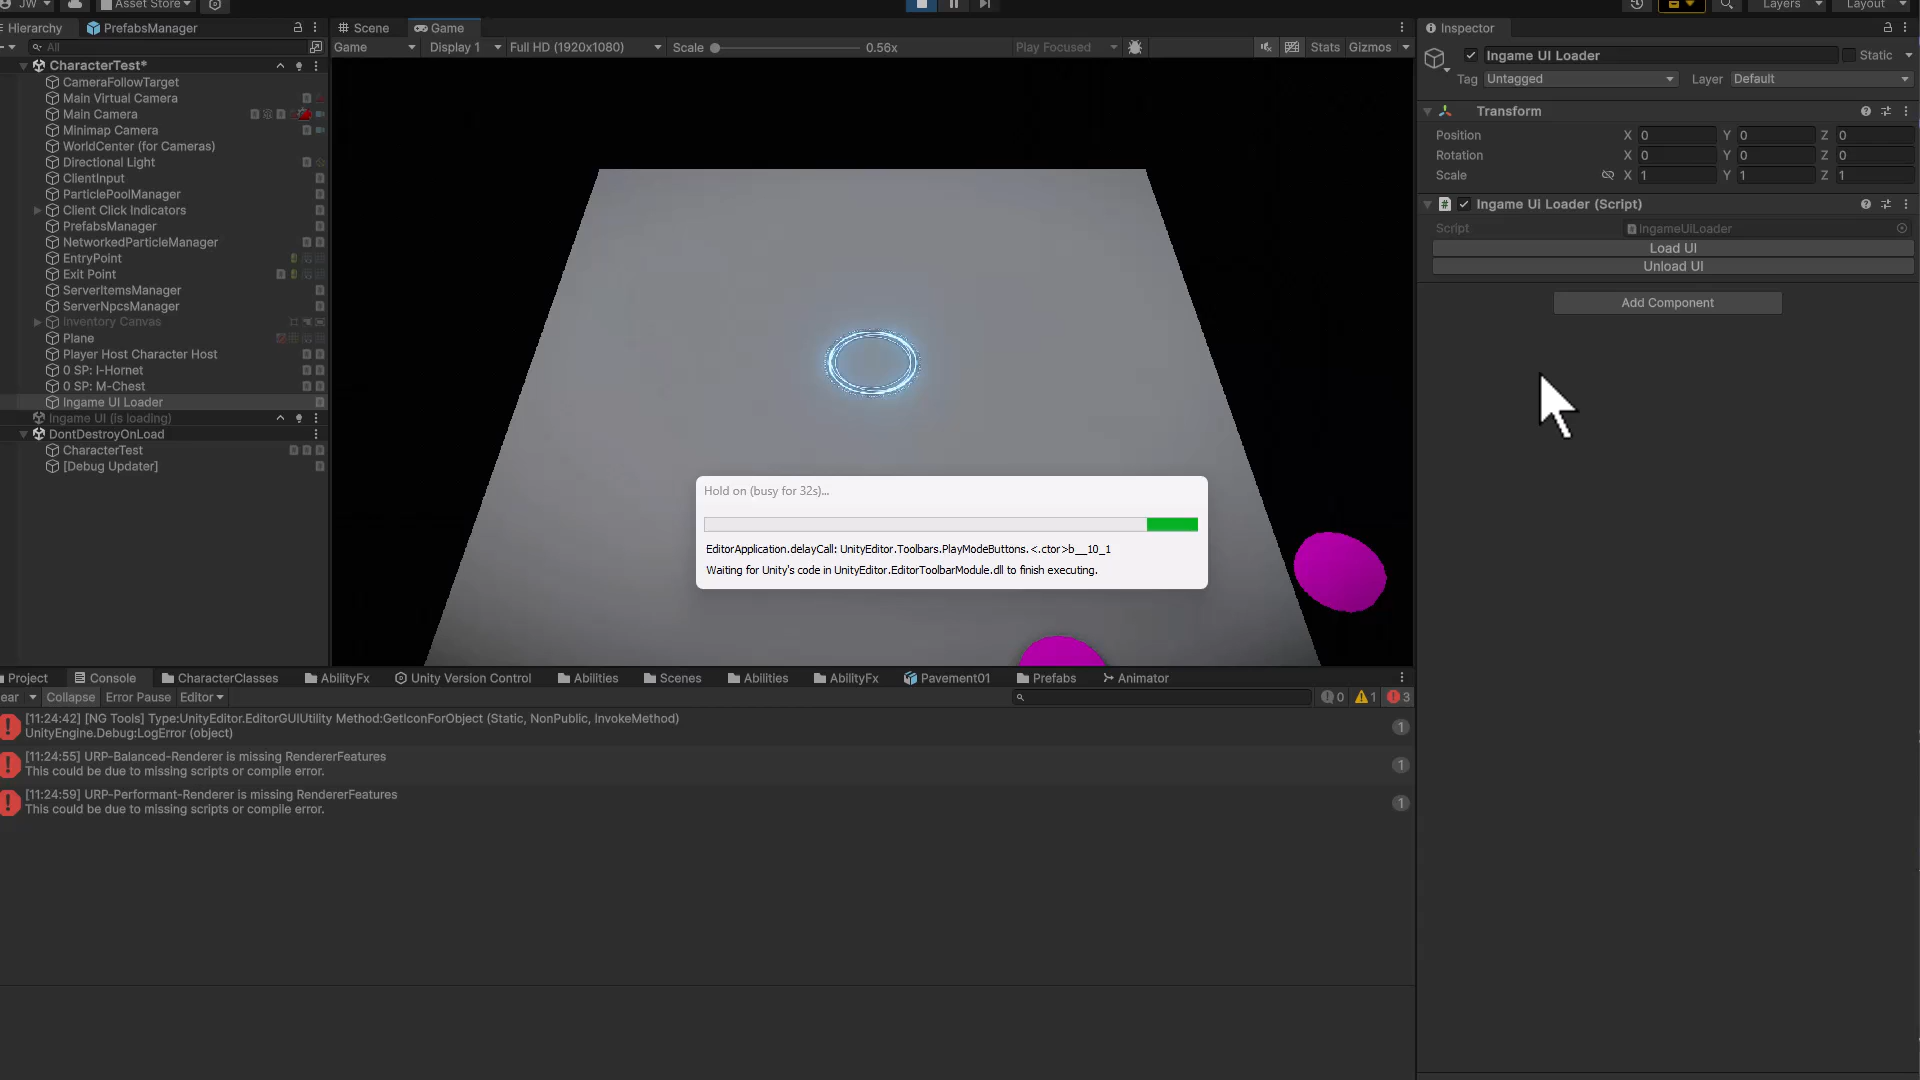 JW
Asset Store
Layers
Layout
Hierarchy
PrefabsManager
Scene
Game
Inspector
All
Game
Display 1
Full HD (1920x1080)
Scale
0.56x
Play Focused
Stats
Gizmos
Ingame UI Loader
Static
Tag
Untagged
Layer
Default
CharacterTest*
CameraFollowTarget
Main Virtual Camera
Main Camera
Minimap Camera
WorldCenter (for Cameras)
Directional Light
ClientInput
ParticlePoolManager
Client Click Indicators
PrefabsManager
NetworkedParticleManager
EntryPoint
Exit Point
ServerItemsManager
ServerNpcsManager
Inventory Canvas
Plane
Player Host Character Host
0 SP: I-Hornet
0 SP: M-Chest
Ingame UI Loader
Ingame UI (is loading)
DontDestroyOnLoad
CharacterTest
[Debug Updater]
Transform
Position
X 0
Y 0
Z 0
Rotation
X 0
Y 0
Z 0
Scale
X 1
Y 1
Z 1
Ingame UI Loader (Script)
Script
IngameUILoader
Load UI
Unload UI
Add Component
Hold on (busy for 32s)...
EditorApplication.delayCall: UnityEditor.Toolbars.PlayModeButtons.<.ctor>b__10_1
Waiting for Unity's code in UnityEditor.EditorToolbarModule.dll to finish executing.
Project
Console
CharacterClasses
AbilityFx
Unity Version Control
Abilities
Scenes
Abilities
AbilityFx
Pavement01
Prefabs
Animator
ear
Collapse
Error Pause
Editor
0
1
3
[11:24:42] [NG Tools] Type:UnityEditor.EditorGUIUtility Method:GetIconForObject (Static, NonPublic, InvokeMethod)
UnityEngine.Debug:LogError (object)
1
[11:24:55] URP-Balanced-Renderer is missing RendererFeatures
This could be due to missing scripts or compile error.
1
[11:24:59] URP-Performant-Renderer is missing RendererFeatures
This could be due to missing scripts or compile error.
1